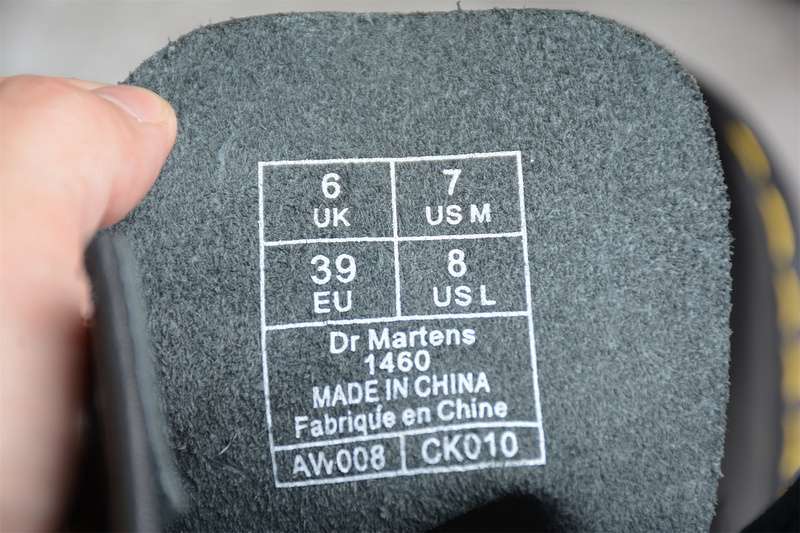 6 7
UK US M
39 8
EU US L
Dr Martens
1460
MADE IN CHINA
Fabrique en Chine
AW008 CK010